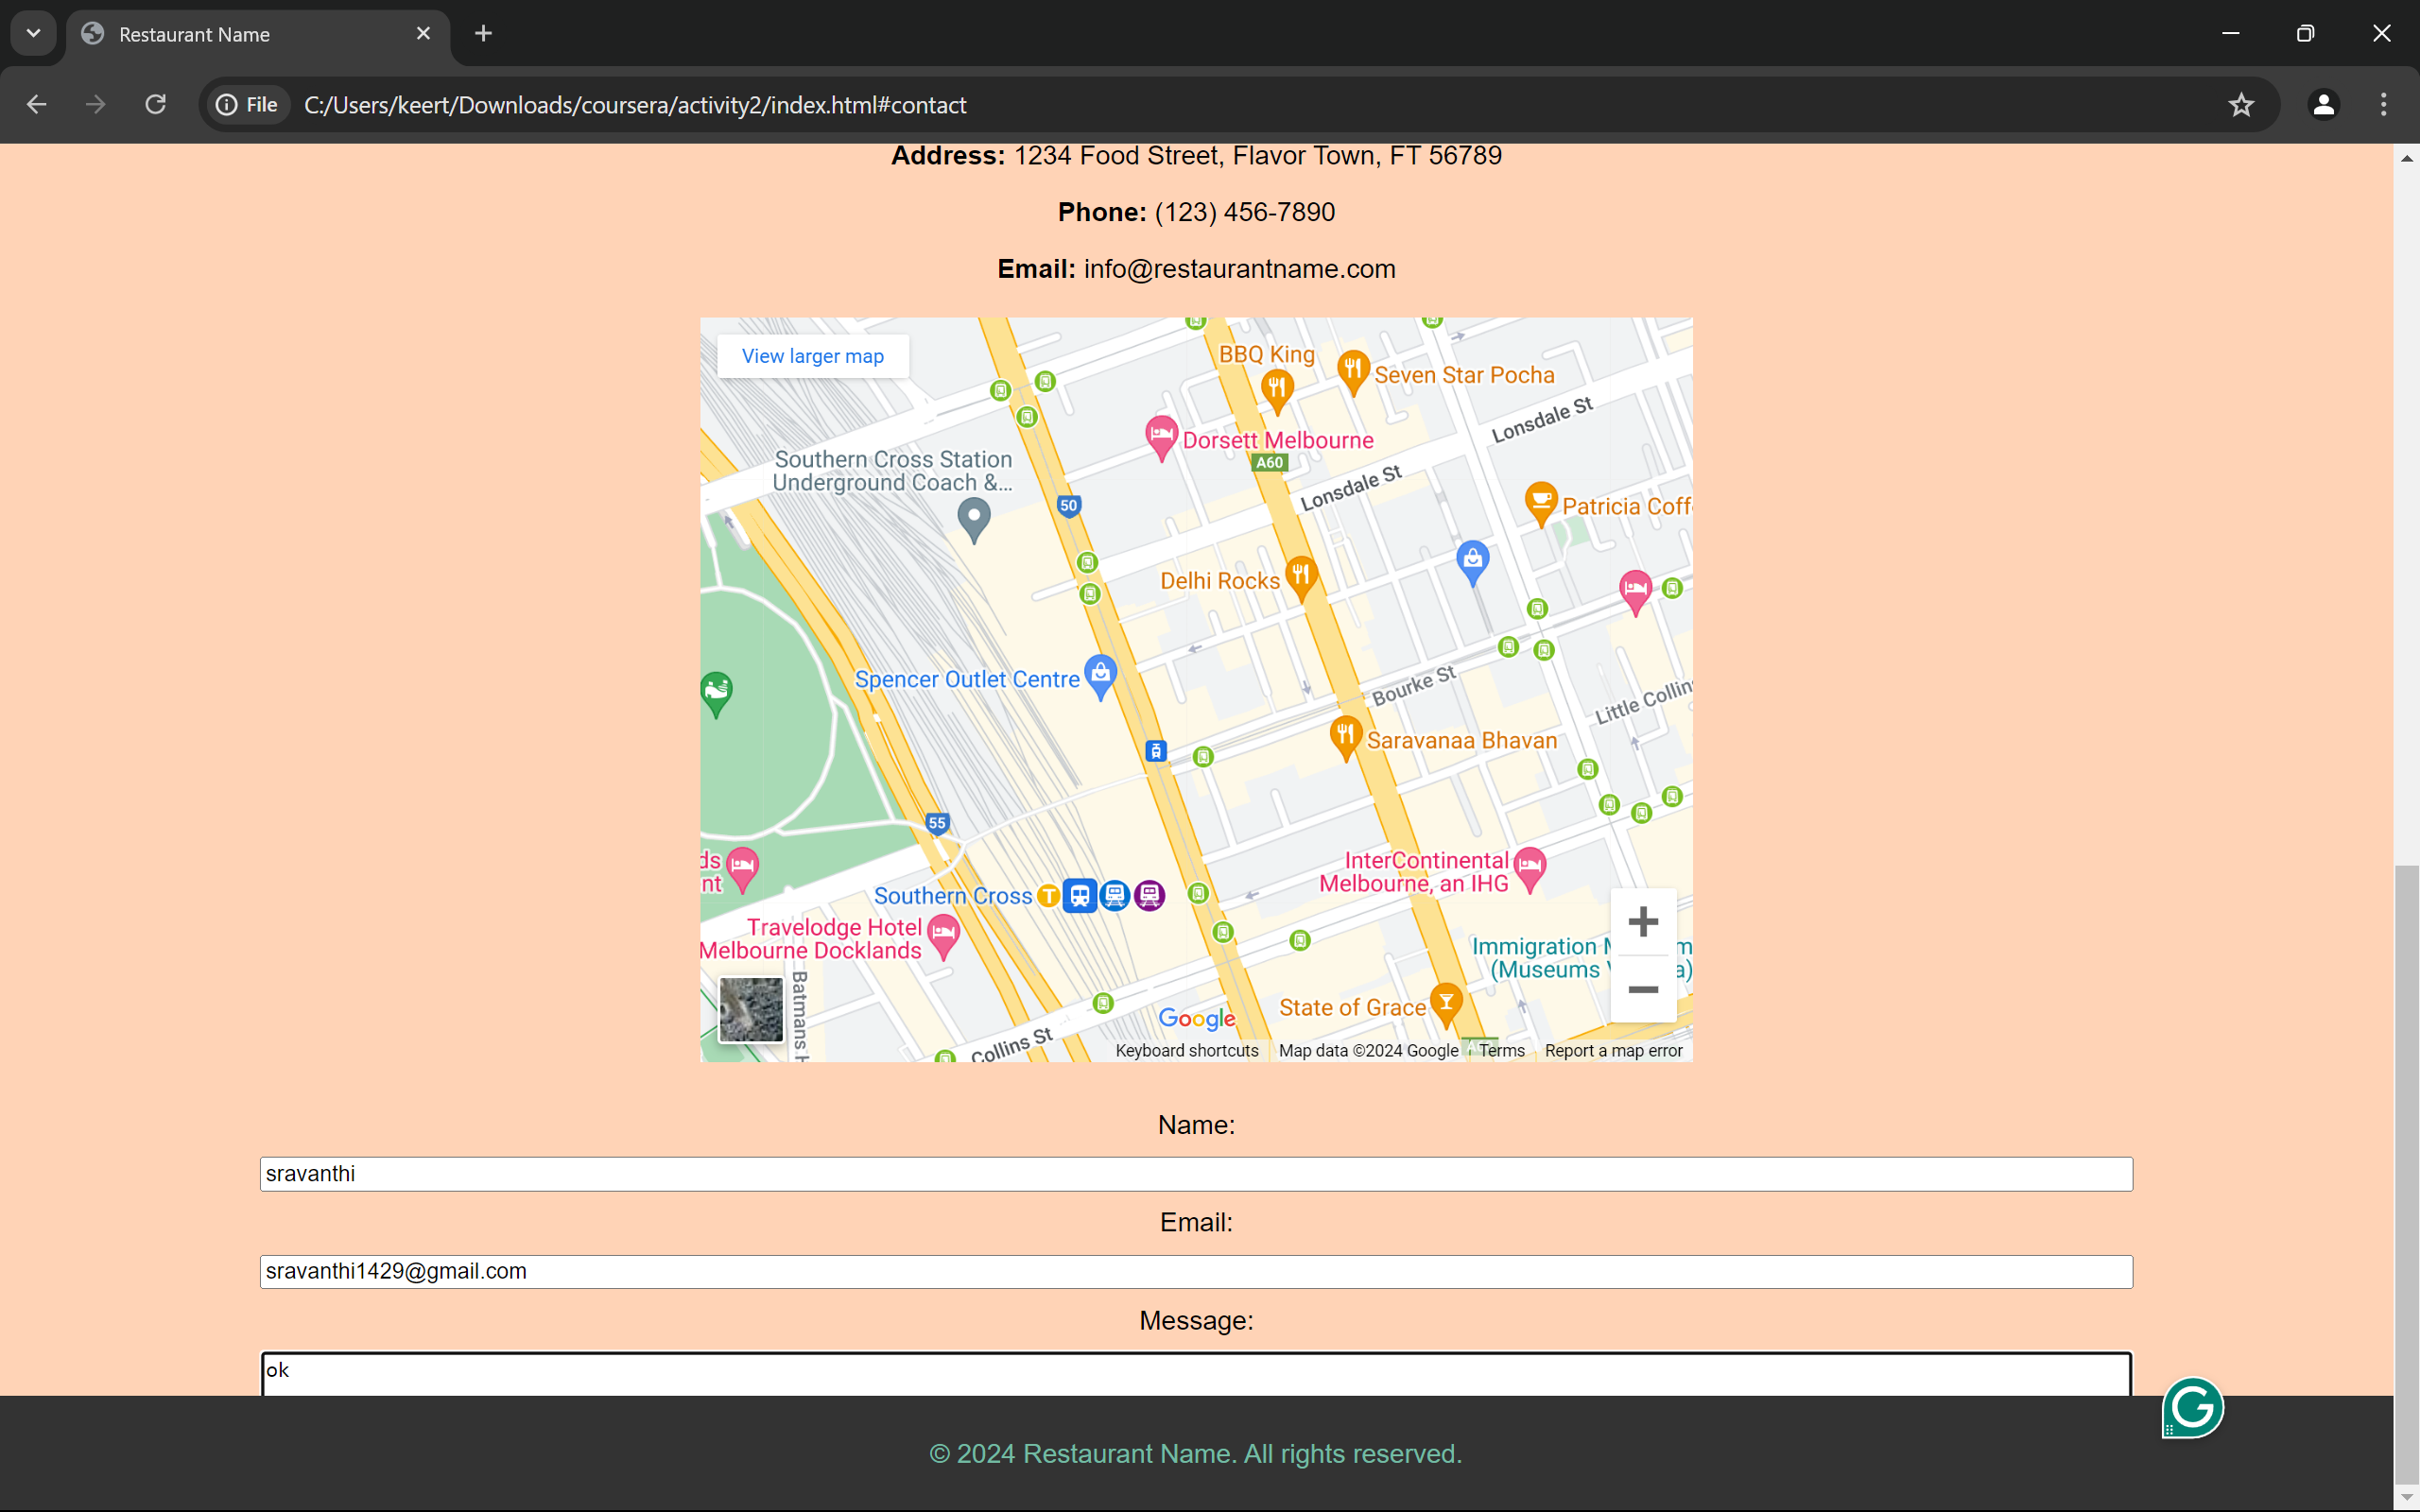 Restaurant Name
File
C:/Users/keert/Downloads/coursera/activity2/index.html#contact
Address: 1234 Food Street, Flavor Town, FT 56789
Phone: (123) 456-7890
Email: info@restaurantname.com
View larger map
BBQ King
Seven Star Pocha
Lonsdale St
Dorsett Melbourne
A60
Southern Cross Station
Underground Coach &...
Lonsdale St
50
Patricia Coff
Delhi Rocks
Spencer Outlet Centre
Bourke St
Little Collin
Saravanaa Bhavan
55
ds
nt
InterContinental
Melbourne, an IHG
Southern Cross
T
Travelodge Hotel
Melbourne Docklands
Immigration M m
(Museums V a)
Batmans H
State of Grace
Google
Collins St
Keyboard shortcuts
Map data ©2024 Google
Terms
Report a map error
Name:
sravanthi
Email:
sravanthi1429@gmail.com
Message:
ok
G
© 2024 Restaurant Name. All rights reserved.